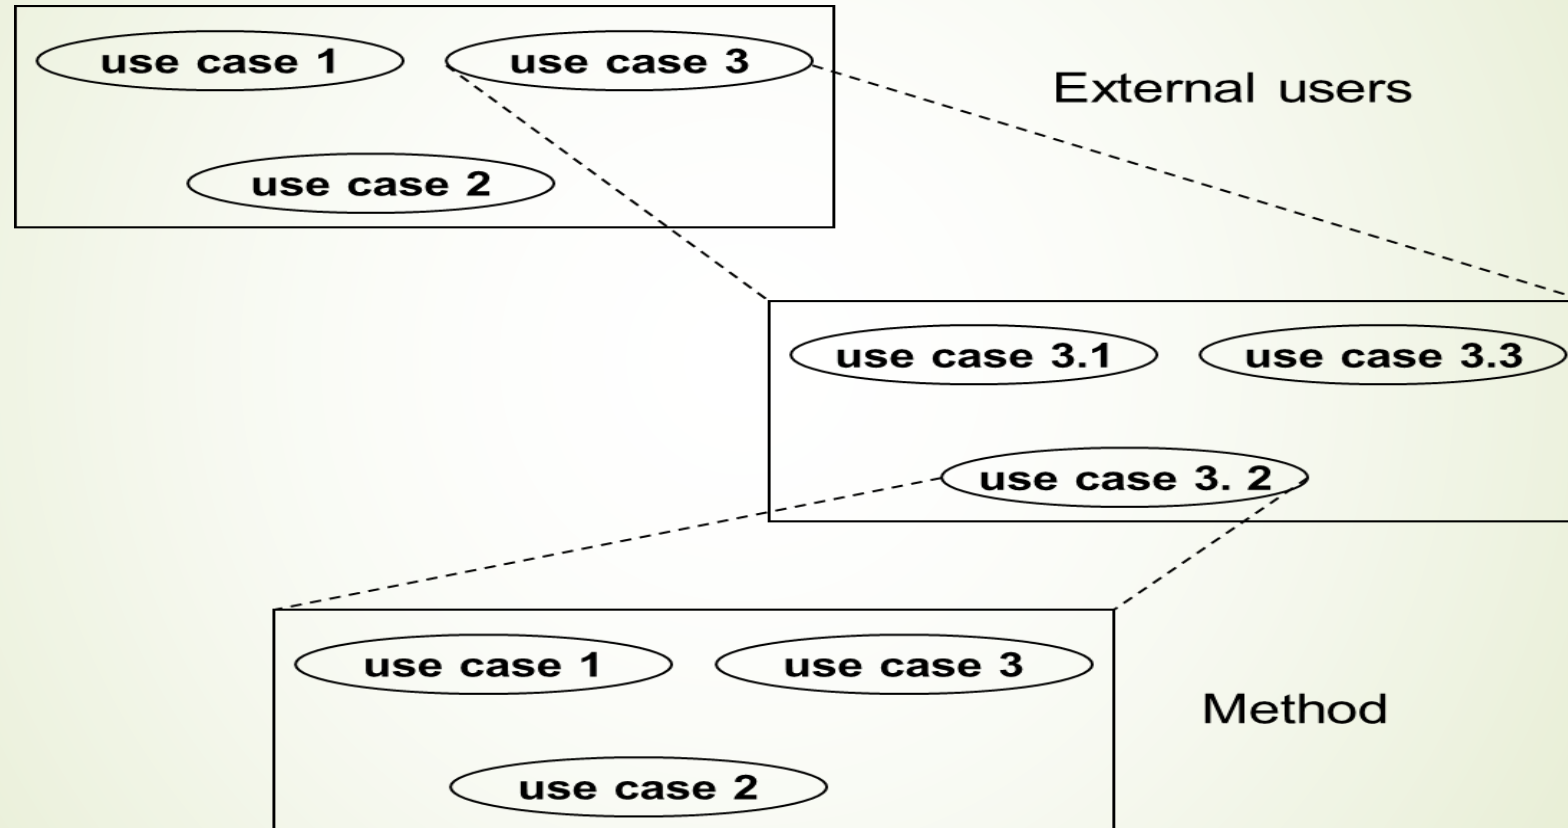 use case 1
use case 3
External users
use case 2
use case 3.1
use case 3.3
use case 3. 2
use case 1
use case 3
Method
use case 2